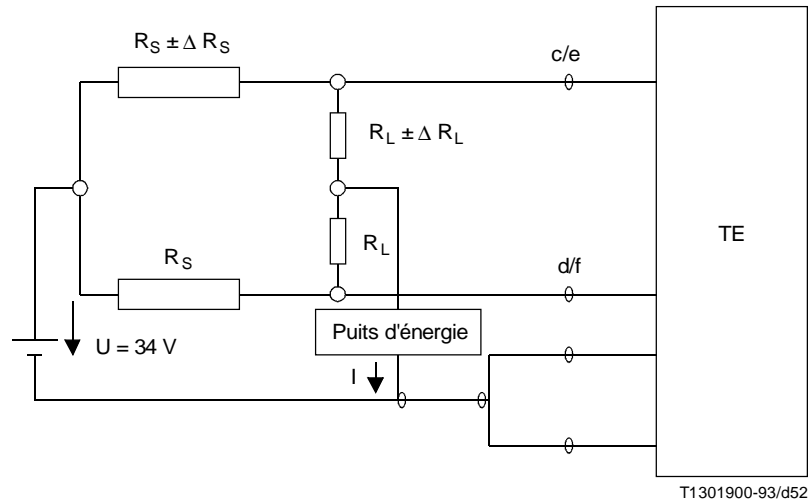 R_S ± Δ R_S
c/e
R_L ± Δ R_L
TE
R_S
R_L
d/f
Puits d'énergie
U = 34 V
I
T1301900-93/d52